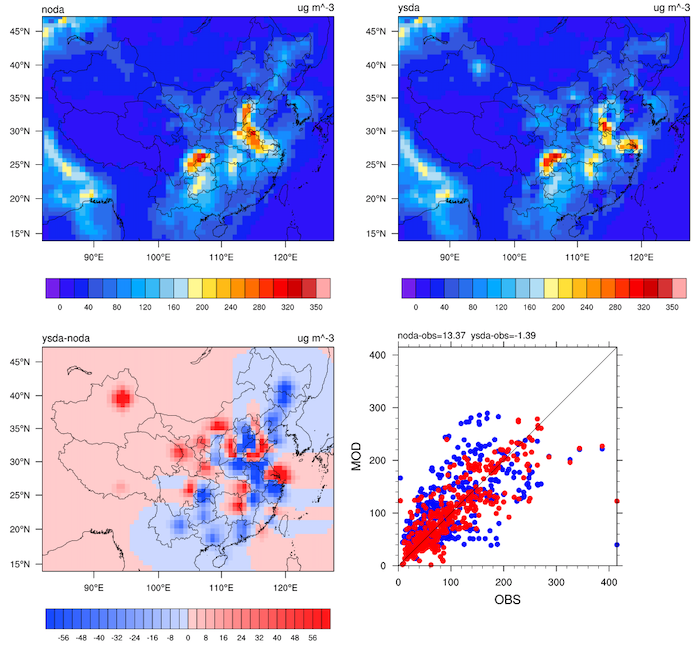 noda ug m^-3
45°N
40°N
35°N
30°N
25°N
20°N
15°N
90°E 100°E 110°E 120°E
0 40 80 120 160 200 240 280 320 350
ysda ug m^-3
45°N
40°N
35°N
30°N
25°N
20°N
15°N
90°E 100°E 110°E 120°E
0 40 80 120 160 200 240 280 320 350
ysda-noda ug m^-3
45°N
40°N
35°N
30°N
25°N
20°N
15°N
90°E 100°E 110°E 120°E
-56 -48 -40 -32 -24 -16 -8 0 8 16 24 32 40 48 56
noda-obs=13.37 ysda-obs=-1.39
400
300
200
100
0
MOD
0 100 200 300 400
OBS